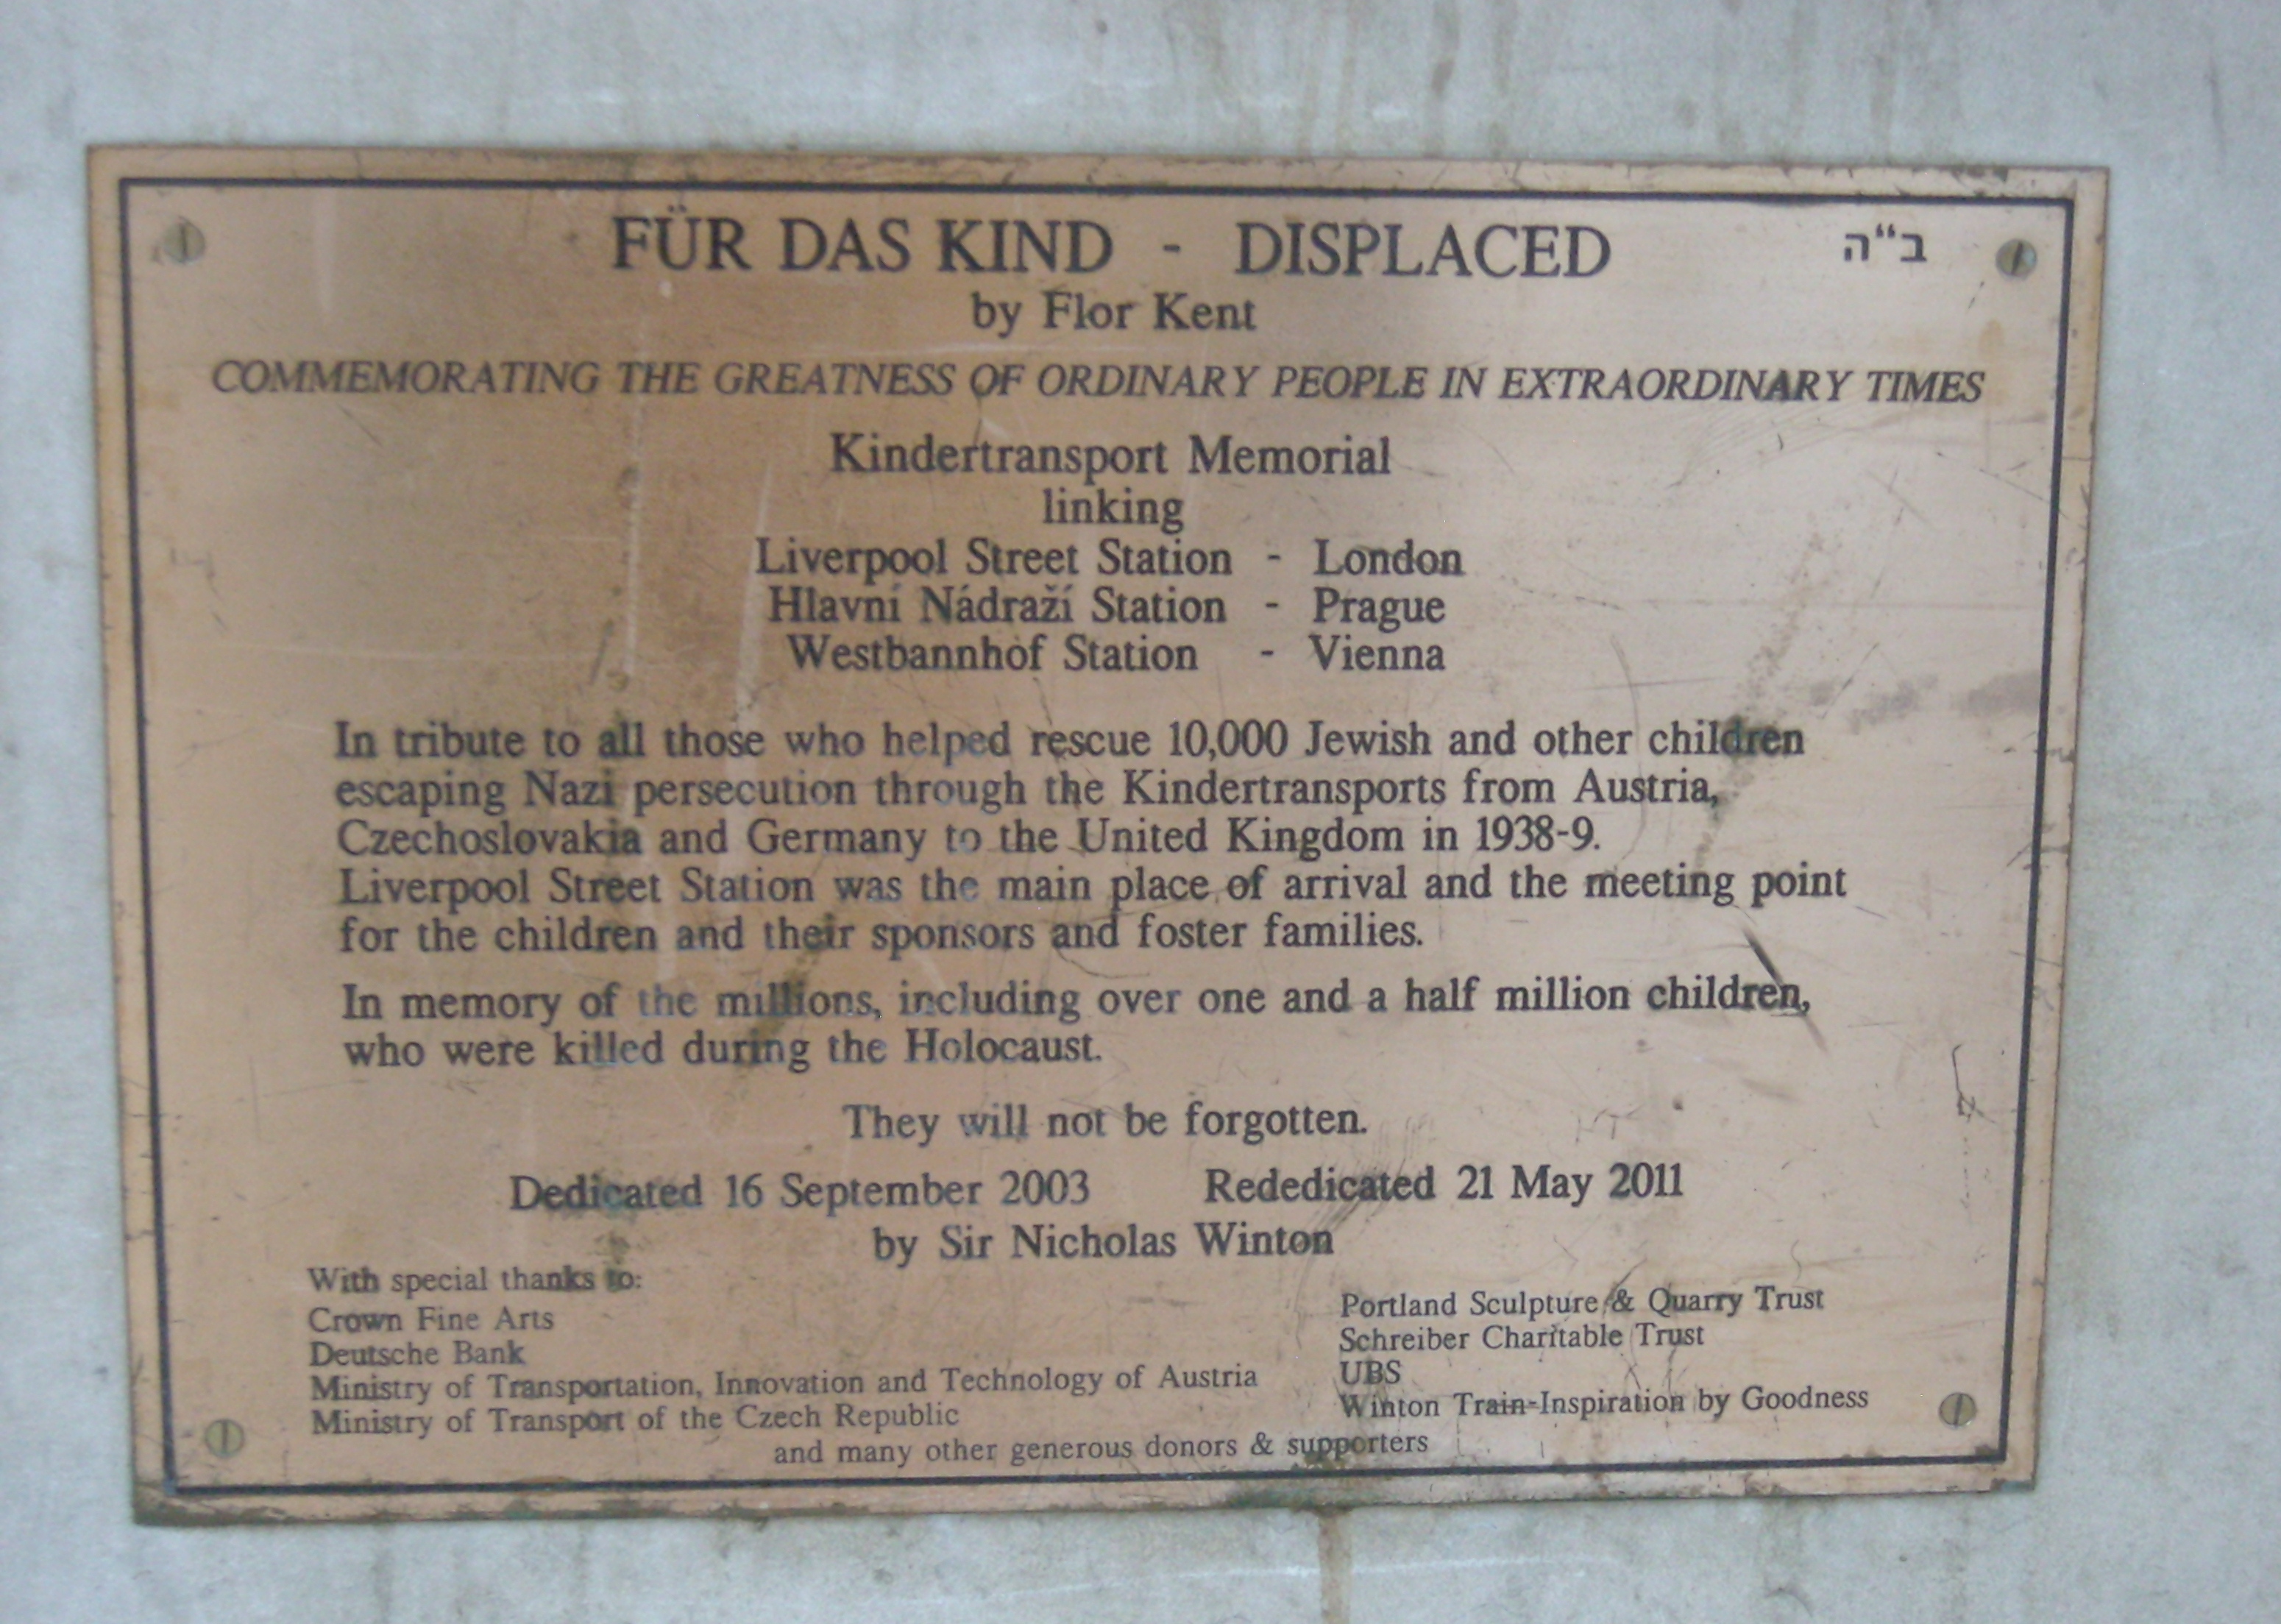 FÜR DAS KIND - DISPLACED ב"ה
by Flor Kent
COMMEMORATING THE GREATNESS OF ORDINARY PEOPLE IN EXTRAORDINARY TIMES
Kindertransport Memorial
linking
Liverpool Street Station - London
Hlavní Nádraží Station - Prague
Westbannhof Station - Vienna
In tribute to all those who helped rescue 10,000 Jewish and other children
escaping Nazi persecution through the Kindertransports from Austria,
Czechoslovakia and Germany to the United Kingdom in 1938-9.
Liverpool Street Station was the main place of arrival and the meeting point
for the children and their sponsors and foster families.
In memory of the millions, including over one and a half million children,
who were killed during the Holocaust.
They will not be forgotten.
Dedicated 16 September 2003 Rededicated 21 May 2011
by Sir Nicholas Winton
With special thanks to:
Crown Fine Arts
Deutsche Bank
Ministry of Transportation, Innovation and Technology of Austria
Ministry of Transport of the Czech Republic
Portland Sculpture & Quarry Trust
Schreiber Charitable Trust
UBS
Winton Train-Inspiration by Goodness
and many other generous donors & supporters